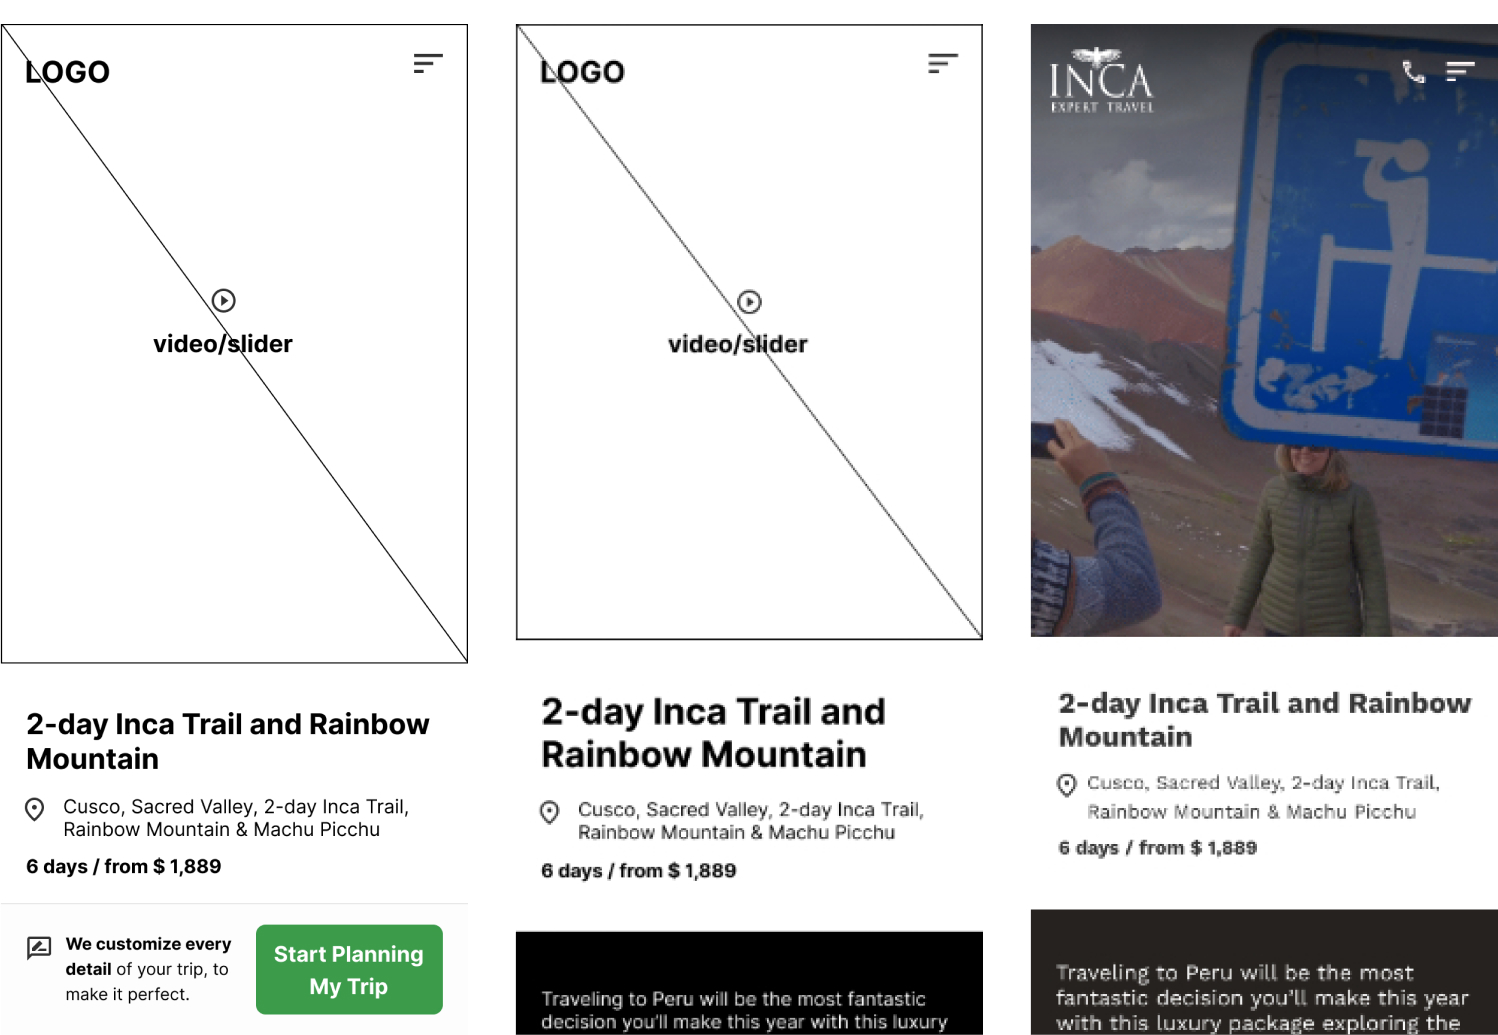 LOGO
video/slider
2-day Inca Trail and Rainbow
Mountain
Cusco, Sacred Valley, 2-day Inca Trail,
Rainbow Mountain & Machu Picchu
6 days / from $ 1,889
We customize every
detail of your trip, to
make it perfect.
Start Planning
My Trip
LOGO
video/slider
2-day Inca Trail and
Rainbow Mountain
Cusco, Sacred Valley, 2-day Inca Trail,
Rainbow Mountain & Machu Picchu
6 days / from $ 1,889
Traveling to Peru will be the most fantastic
decision you'll make this year with this luxury
INCA
EXPERT TRAVEL
2-day Inca Trail and Rainbow
Mountain
Cusco, Sacred Valley, 2-day Inca Trail,
Rainbow Mountain & Machu Picchu
6 days / from $ 1,889
Traveling to Peru will be the most
fantastic decision you'll make this year
with this luxury package exploring the